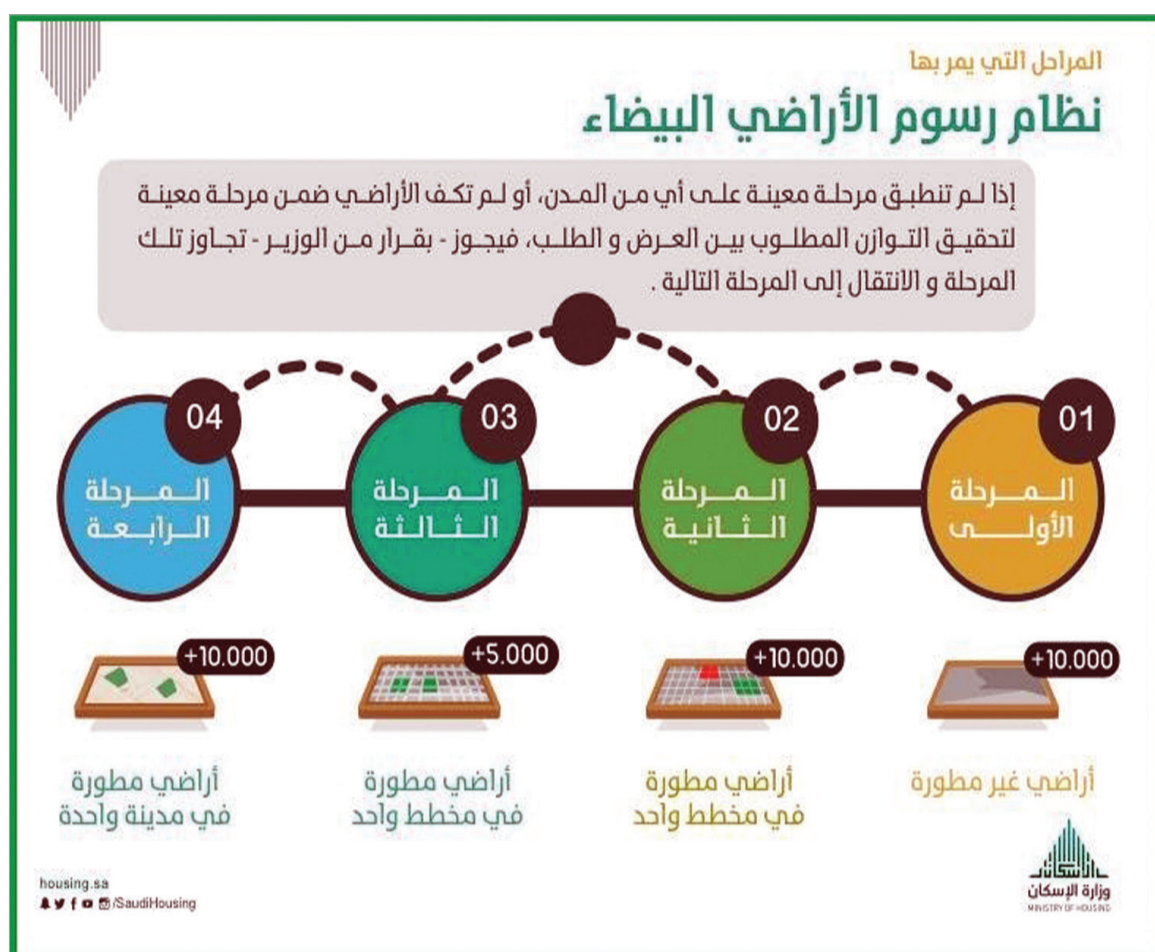 المراحل التي يمر بها
نظام رسوم الأراضي البيضاء
إذا لم تنطبق مرحلة معينة على أي من المدن، أو لم تكف الأراضي ضمن مرحلة معينة
لتحقيق التوازن المطلوب بين العرض و الطلب، فيجوز - بقرار من الوزير - تجاوز تلك
المرحلة و الانتقال إلى المرحلة التالية .
01
المرحلة
الأولى
02
المرحلة
الثانية
03
المرحلة
الثالثة
04
المرحلة
الرابعة
+10.000
أراضي غير مطورة
+10.000
أراضي مطورة
في مخطط واحد
+5.000
أراضي مطورة
في مخطط واحد
+10.000
أراضي مطورة
في مدينة واحدة
الإسكان
وزارة الإسكان
MINISTRY OF HOUSING
housing.sa
/SaudiHousing